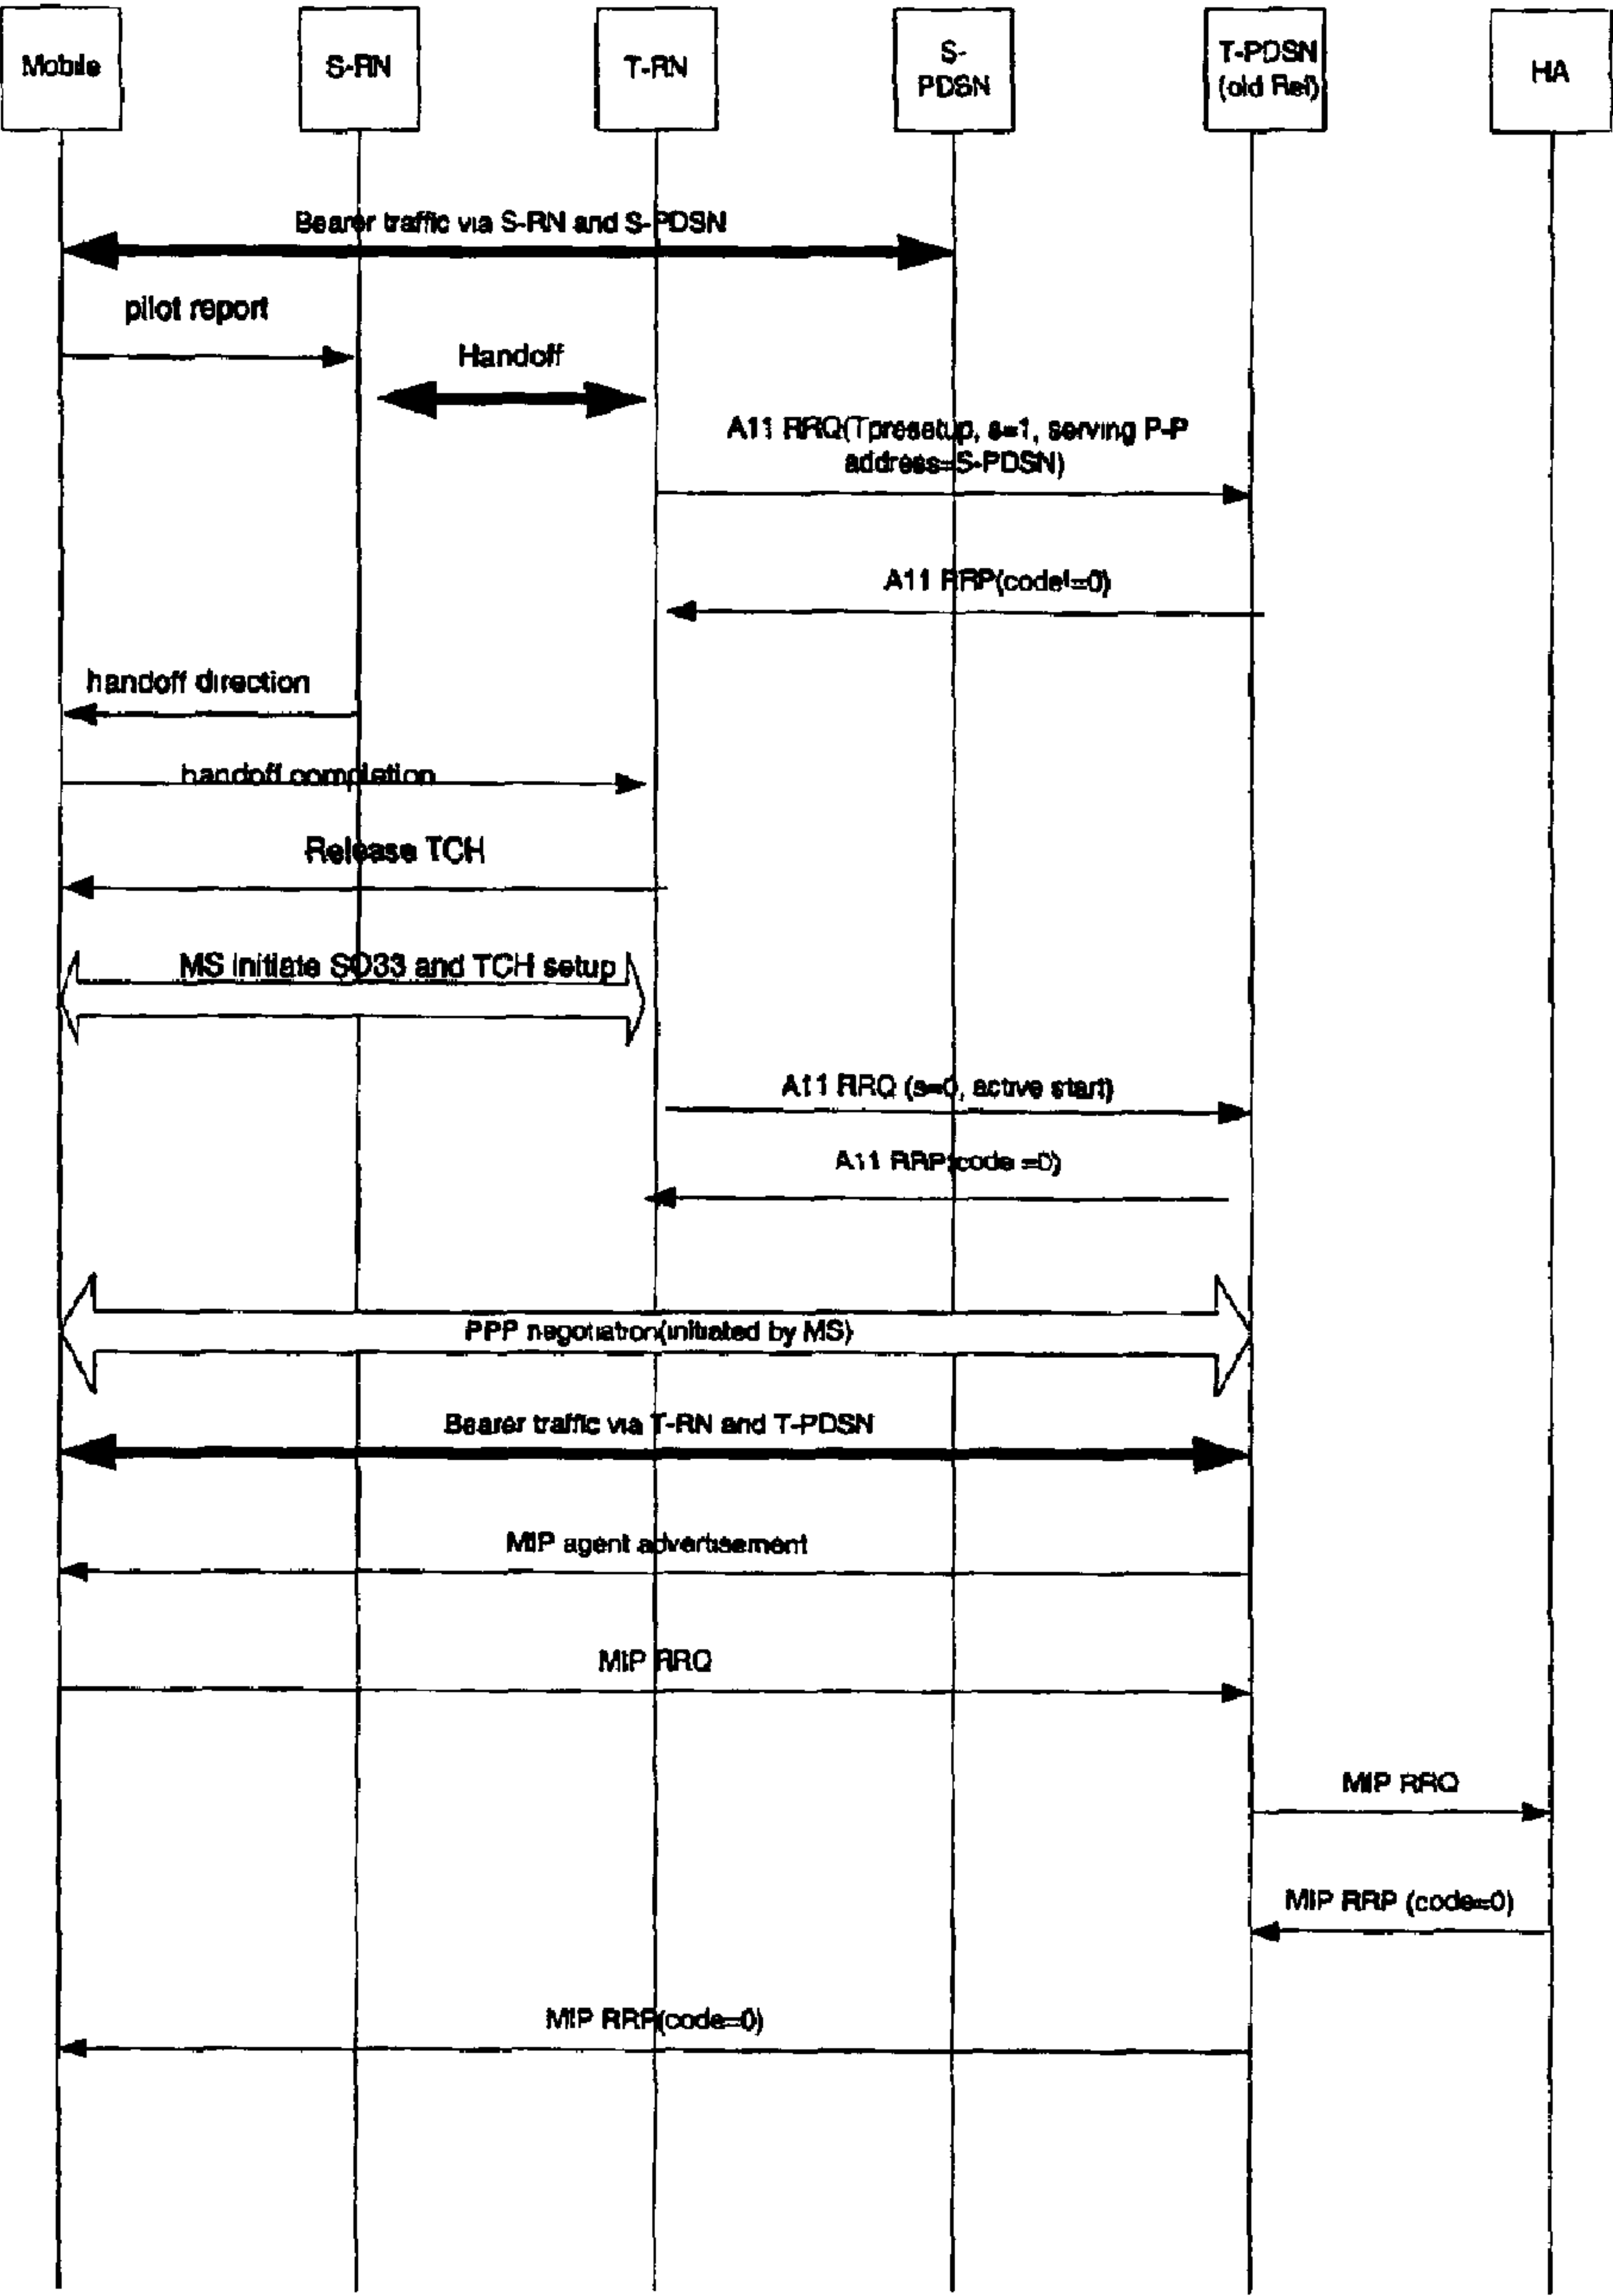 Mobile
S-RN
T-RN
S-
PDSN
T-PDSN
(old Rel)
HA
Bearer traffic via S-RN and S-PDSN
pilot report
Handoff
A11 RRQ(Tpresetup, s=1, serving P-P
address=S-PDSN)
A11 RRP(code!=0)
handoff direction
handoff completion
Release TCH
MS initiate SO33 and TCH setup
A11 RRQ (s=0, active start)
A11 RRP(code =0)
PPP negotiation(initiated by MS)
Bearer traffic via T-RN and T-PDSN
MIP agent advertisement
MIP RRQ
MIP RRQ
MIP RRP (code=0)
MIP RRP(code=0)